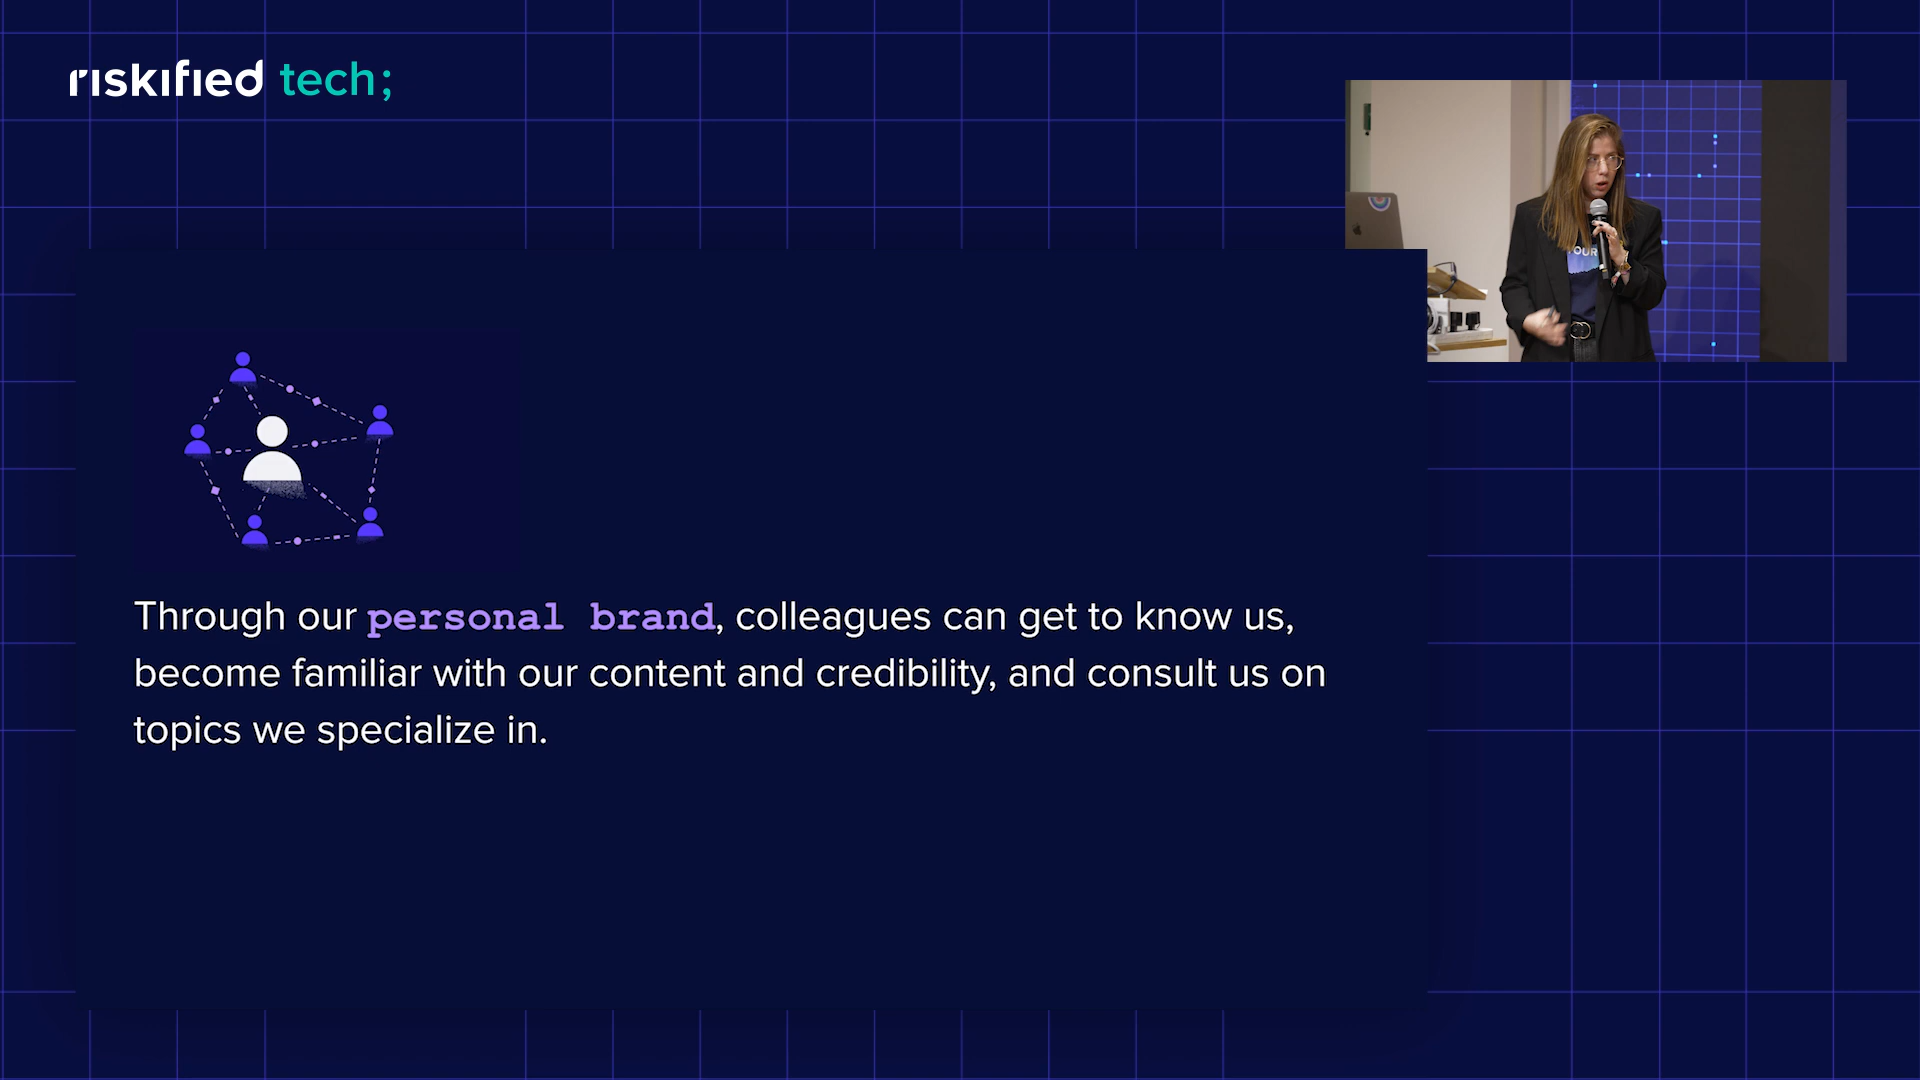 riskified tech;
OUR
Through our personal brand, colleagues can get to know us,
become familiar with our content and credibility, and consult us on
topics we specialize in.